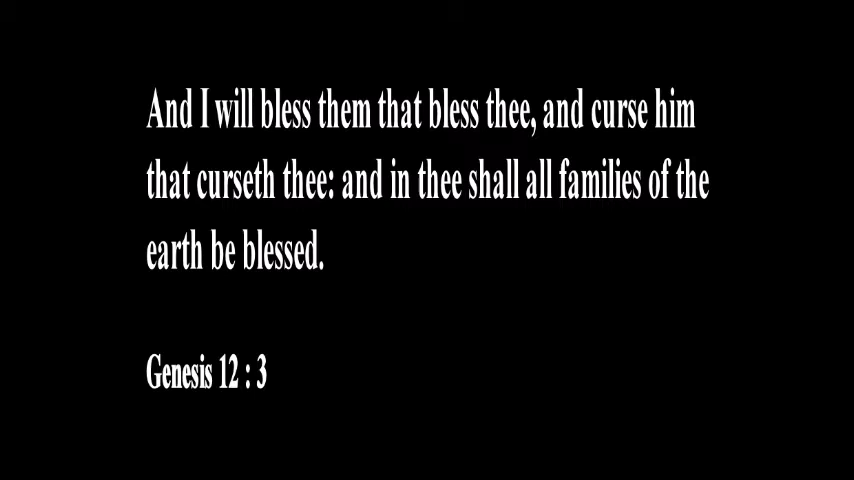 And I will bless them that bless thee, and curse him
that curseth thee: and in thee shall all families of the
earth be blessed.
Genesis 12 : 3